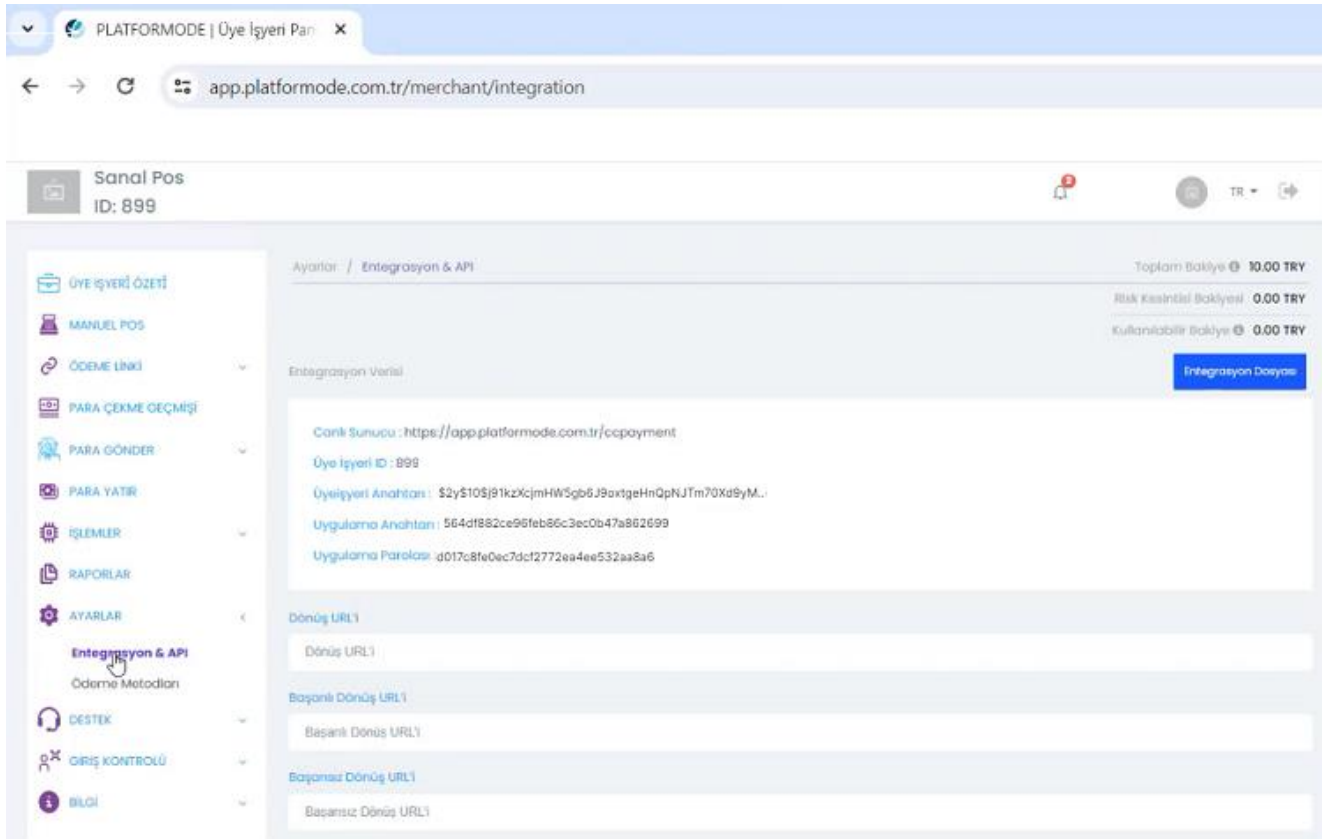 PLATFORMODE | Üye İşyeri Pan
app.platformode.com.tr/merchant/integration
Sanal Pos
ID: 899
TR
ÜYE İŞYERİ ÖZETİ
MANUEL POS
ÖDEME LİNKİ
PARA ÇEKME GEÇMİŞİ
PARA GÖNDER
PARA YATIR
İŞLEMLER
RAPORLAR
AYARLAR
Entegrasyon & API
Ödeme Metodları
DESTEK
GİRİŞ KONTROLÜ
BİLGİ
Ayarlar / Entegrasyon & API
Toplam Bakiye 10.00 TRY
Risk Kesintisi Bakiyesi 0.00 TRY
Kullanılabilir Bakiye 0.00 TRY
Entegrasyon Verisi
Entegrasyon Dosyası
Canlı Sunucu : https://app.platformode.com.tr/ccpayment
Üye İşyeri ID : 899
Üyeişyeri Anahtarı : $2y$10$j91kzXcjmHW5gb6J9oxtgeHnQpNJTm70Xd9yM..
Uygulama Anahtarı : 564df882ce96feb86c3ec0b47a862699
Uygulama Parolası : d017c8fe0ec7dcf2772ea4ee532aa8a6
Dönüş URL'i
Dönüş URL'i
Başarılı Dönüş URL'i
Başarılı Dönüş URL'i
Başarısız Dönüş URL'i
Başarısız Dönüş URL'i